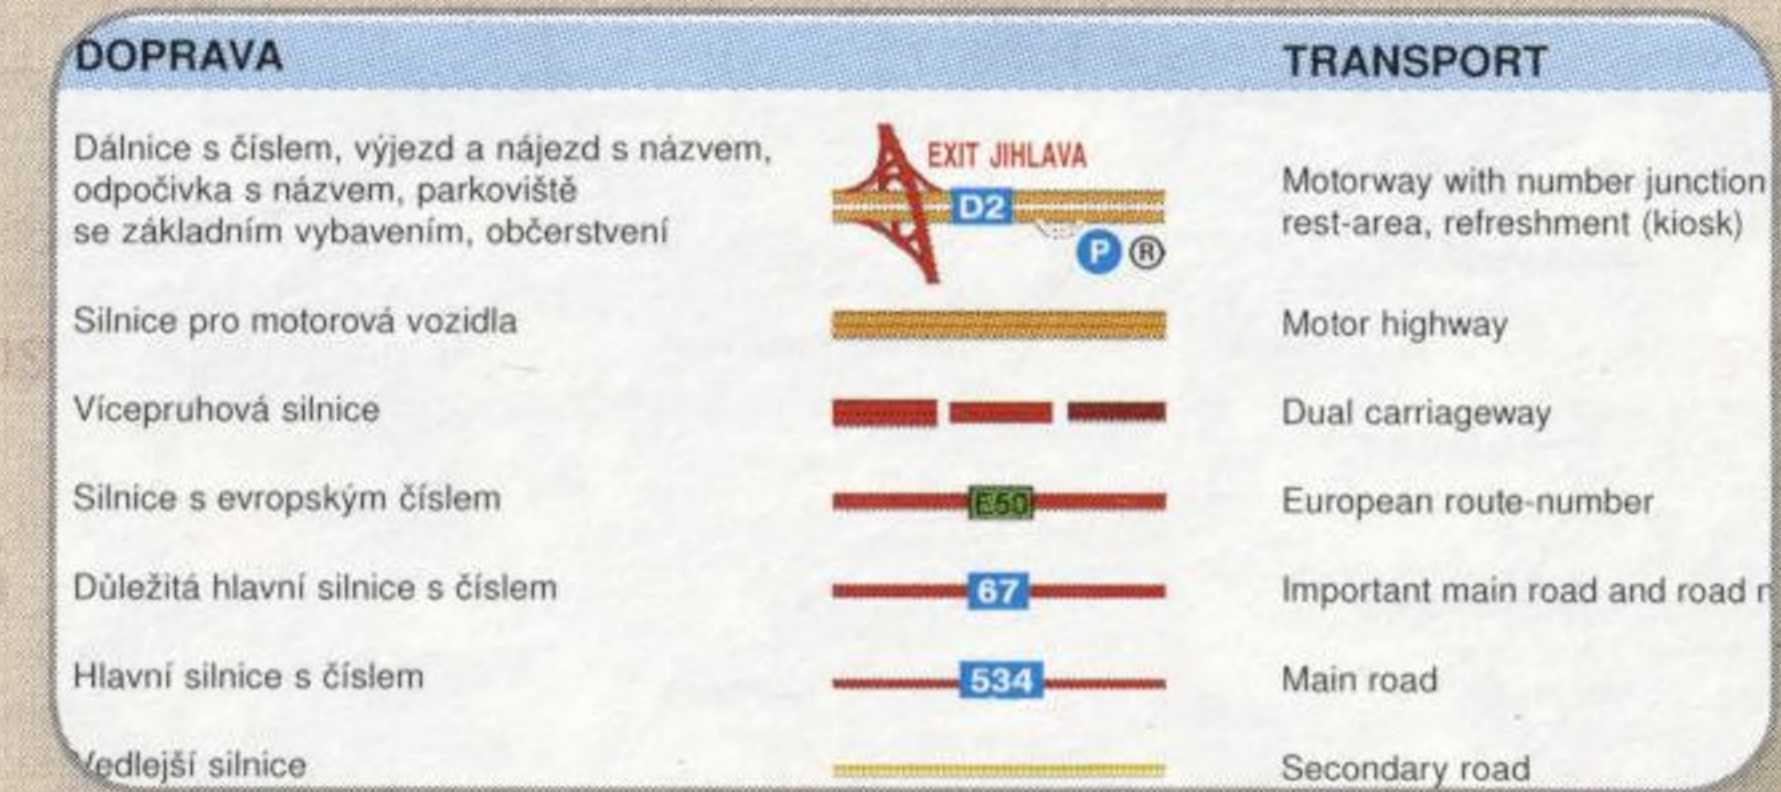 DOPRAVA
TRANSPORT
Dálnice s číslem, výjezd a nájezd s názvem,
odpočivka s názvem, parkoviště
se základním vybavením, občerstvení
EXIT JIHLAVA
D2
P R
Motorway with number junction
rest-area, refreshment (kiosk)
Silnice pro motorová vozidla
Motor highway
Vícepruhová silnice
Dual carriageway
Silnice s evropským číslem
E50
European route-number
Důležitá hlavní silnice s číslem
67
Important main road and road
Hlavní silnice s číslem
534
Main road
Vedlejší silnice
Secondary road